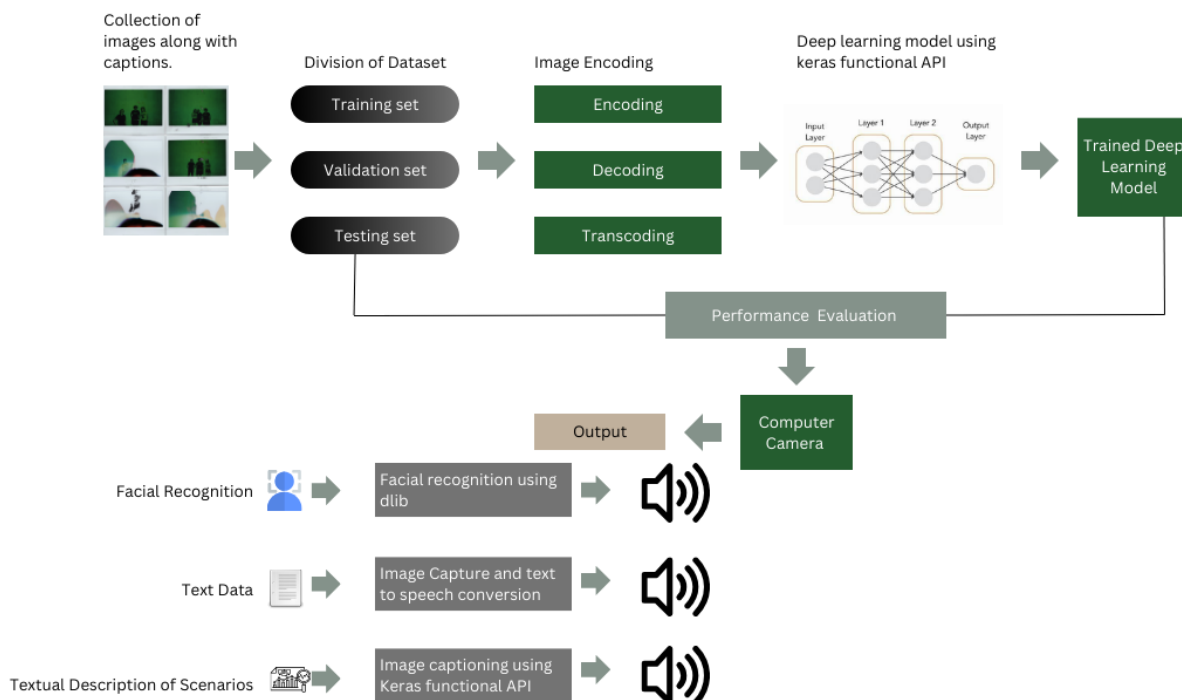 Collection of
images along with
captions.
Division of Dataset
Image Encoding
Deep learning model using
keras functional API
Training set
Validation set
Testing set
Encoding
Decoding
Transcoding
Input
Layer
Layer 1
Layer 2
Output
Layer
Trained Deep
Learning
Model
Performance Evaluation
Computer
Camera
Output
Facial Recognition
Facial recognition using
dlib
Text Data
Image Capture and text
to speech conversion
Textual Description of Scenarios
Image captioning using
Keras functional API